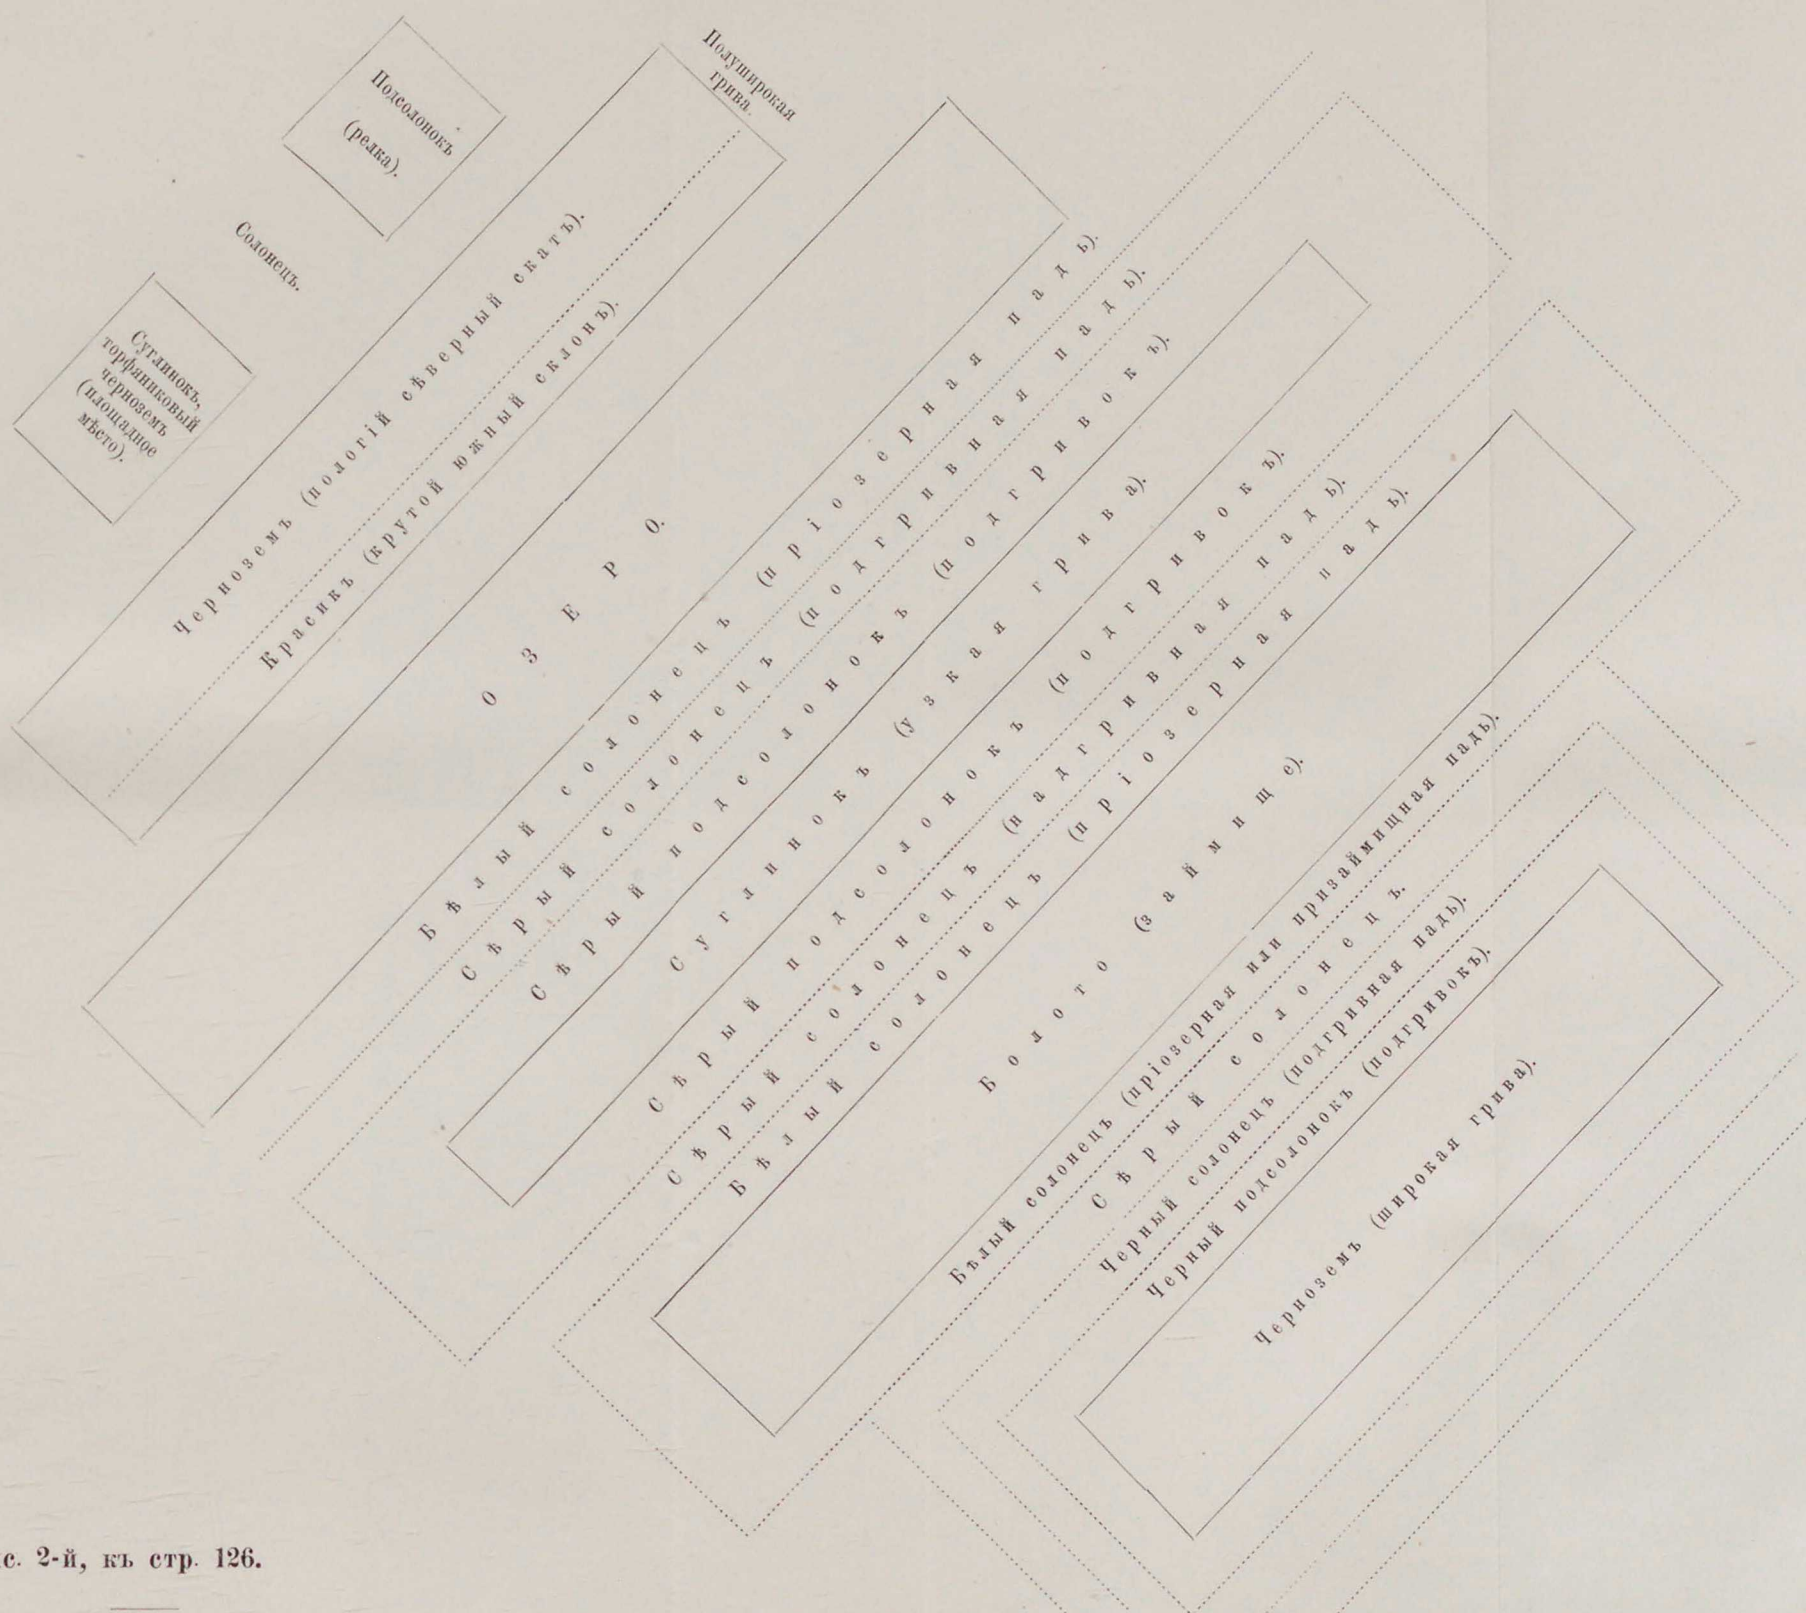 Полуширокая
грива.
Подсолонокъ
(релка).
Солонецъ.
Суглинокъ,
торфяниковый
черноземъ
(площадное
мѣсто).
Черноземъ (пологій сѣверный скатъ).
Красикъ (крутой южный склонъ).
ОЗЕРО.
Бѣлый солонецъ (пріозерная падь).
Сѣрый солонецъ (подгривная падь).
Сѣрый подсолонокъ (подгривокъ).
Суглинокъ (узкая грива).
Сѣрый подсолонокъ (подгривокъ).
Сѣрый солонецъ (надгривная падь).
Бѣлый солонецъ (пріозерная падь).
Болото (займище).
Бѣлый солонецъ (пріозерная или призаймищная падь).
Сѣрый солонецъ.
Черный солонецъ (подгривная падь).
Черный подсолонокъ (подгривокъ).
Черноземъ (широкая грива).
с. 2-й, къ стр. 126.